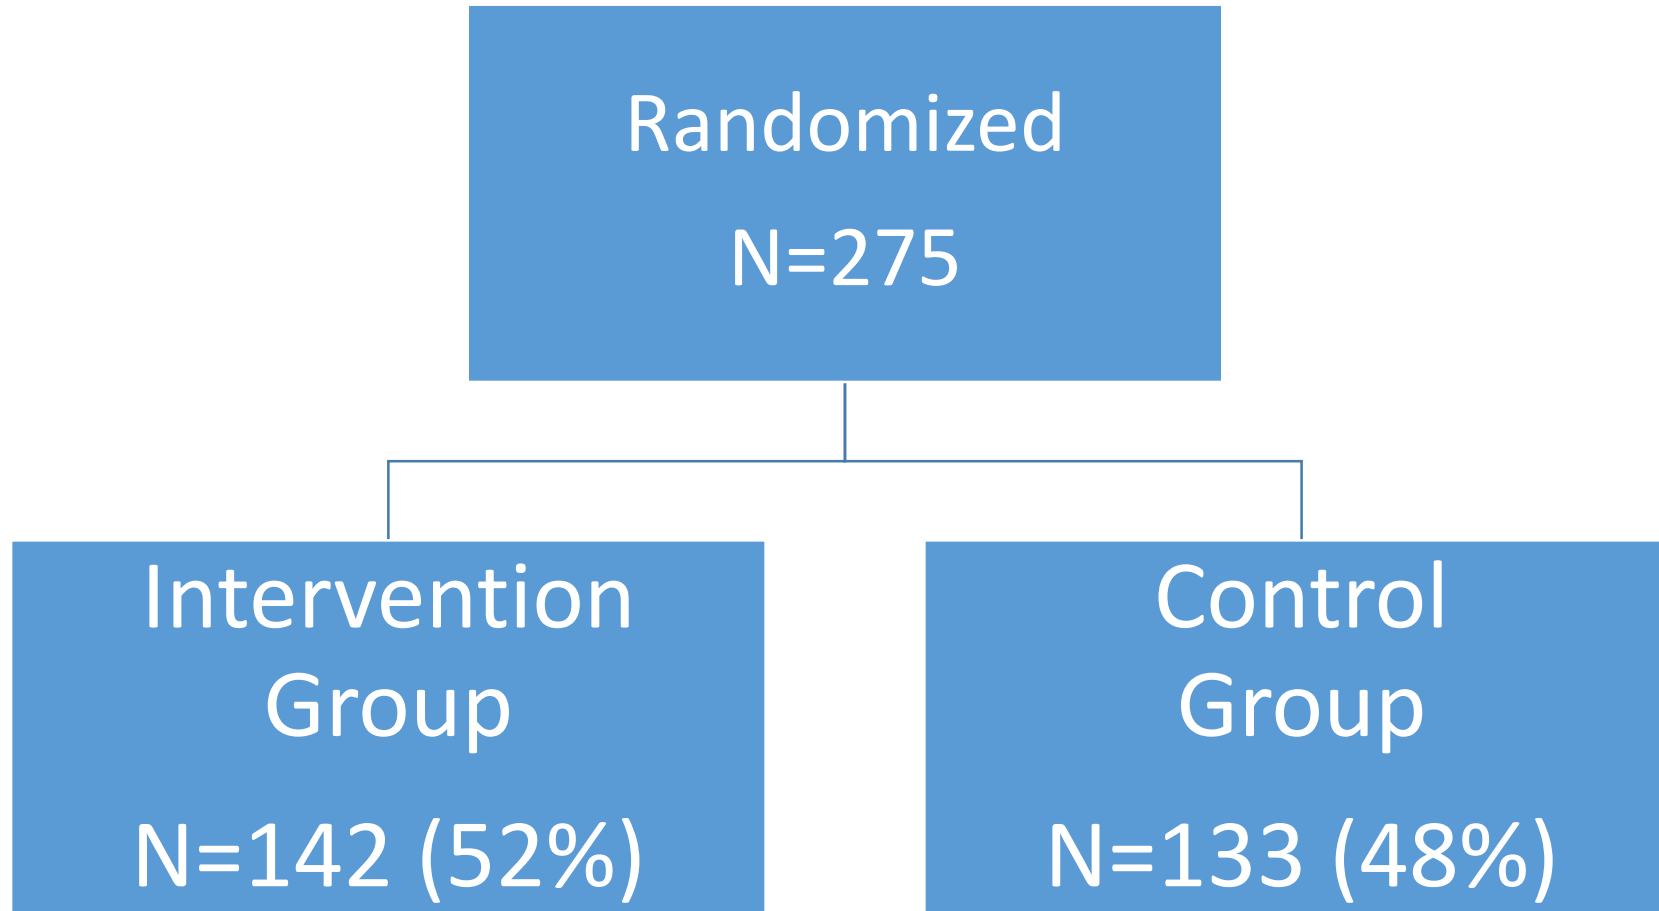 Randomized
N=275
Intervention
Group
N=142 (52%)
Control
Group
N=133 (48%)